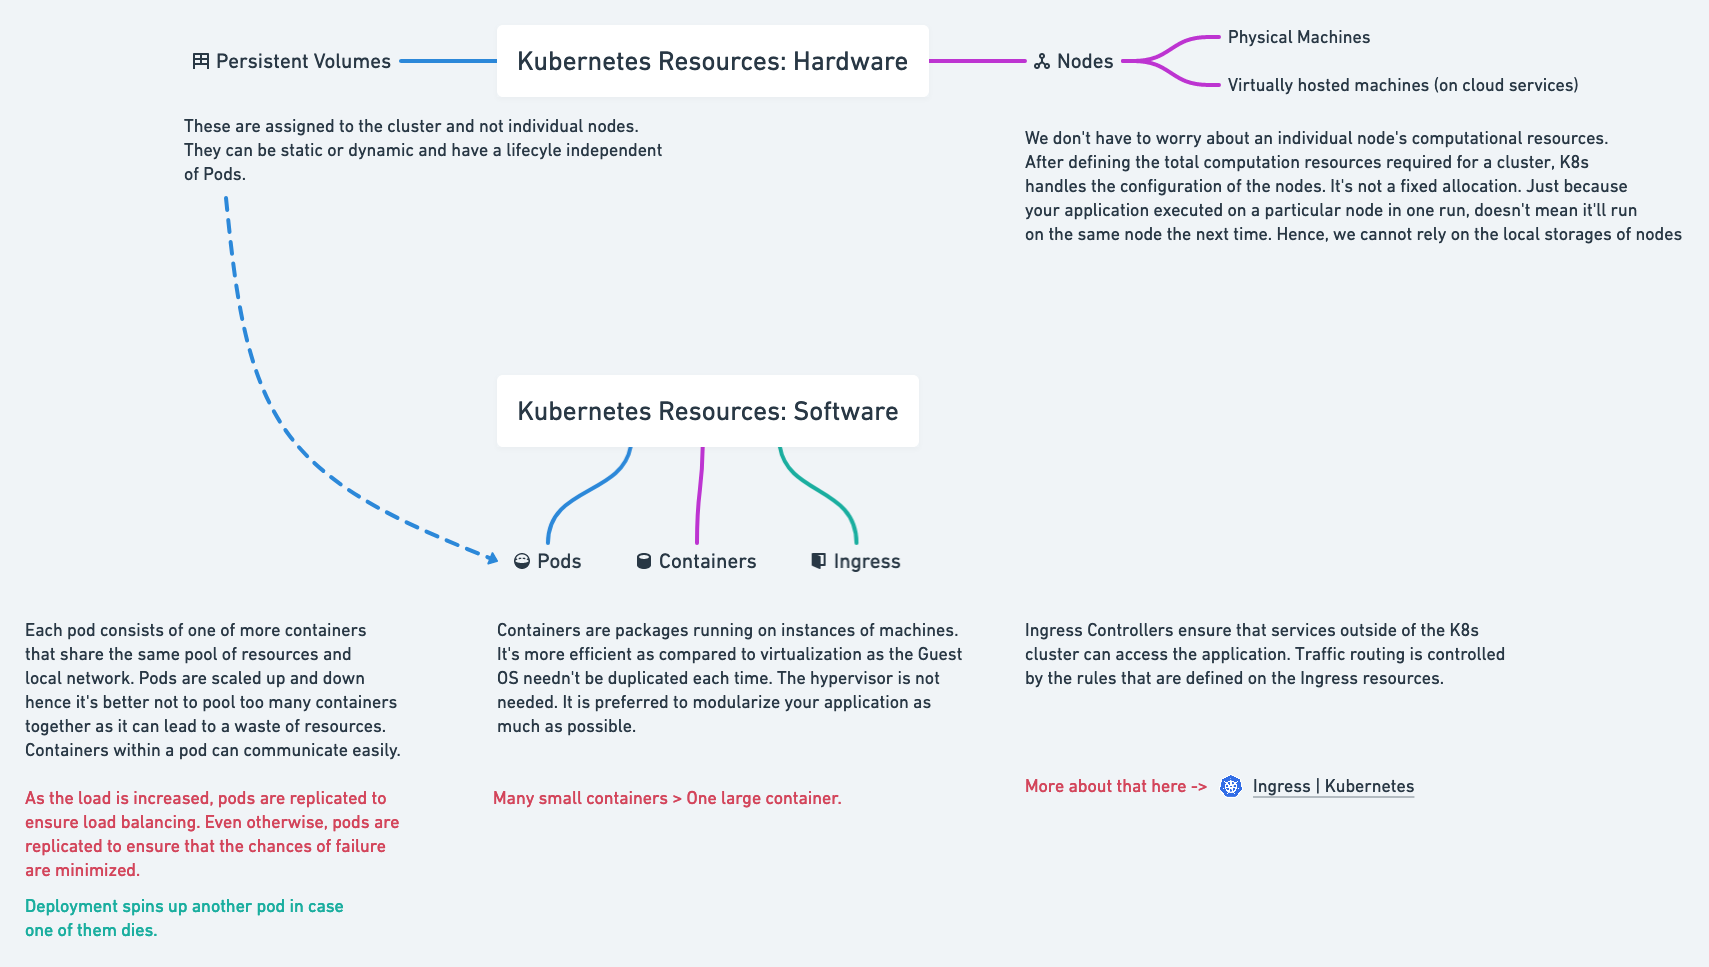 Persistent Volumes
Kubernetes Resources: Hardware
Nodes
Physical Machines
Virtually hosted machines (on cloud services)
These are assigned to the cluster and not individual nodes.
They can be static or dynamic and have a lifecyle independent
of Pods.
We don't have to worry about an individual node's computational resources.
After defining the total computation resources required for a cluster, K8s
handles the configuration of the nodes. It's not a fixed allocation. Just because
your application executed on a particular node in one run, doesn't mean it'll run
on the same node the next time. Hence, we cannot rely on the local storages of nodes
Kubernetes Resources: Software
Pods
Containers
Ingress
Each pod consists of one of more containers
that share the same pool of resources and
local network. Pods are scaled up and down
hence it's better not to pool too many containers
together as it can lead to a waste of resources.
Containers within a pod can communicate easily.
As the load is increased, pods are replicated to
ensure load balancing. Even otherwise, pods are
replicated to ensure that the chances of failure
are minimized.
Deployment spins up another pod in case
one of them dies.
Containers are packages running on instances of machines.
It's more efficient as compared to virtualization as the Guest
OS needn't be duplicated each time. The hypervisor is not
needed. It is preferred to modularize your application as
much as possible.
Many small containers > One large container.
Ingress Controllers ensure that services outside of the K8s
cluster can access the application. Traffic routing is controlled
by the rules that are defined on the Ingress resources.
More about that here -> Ingress | Kubernetes